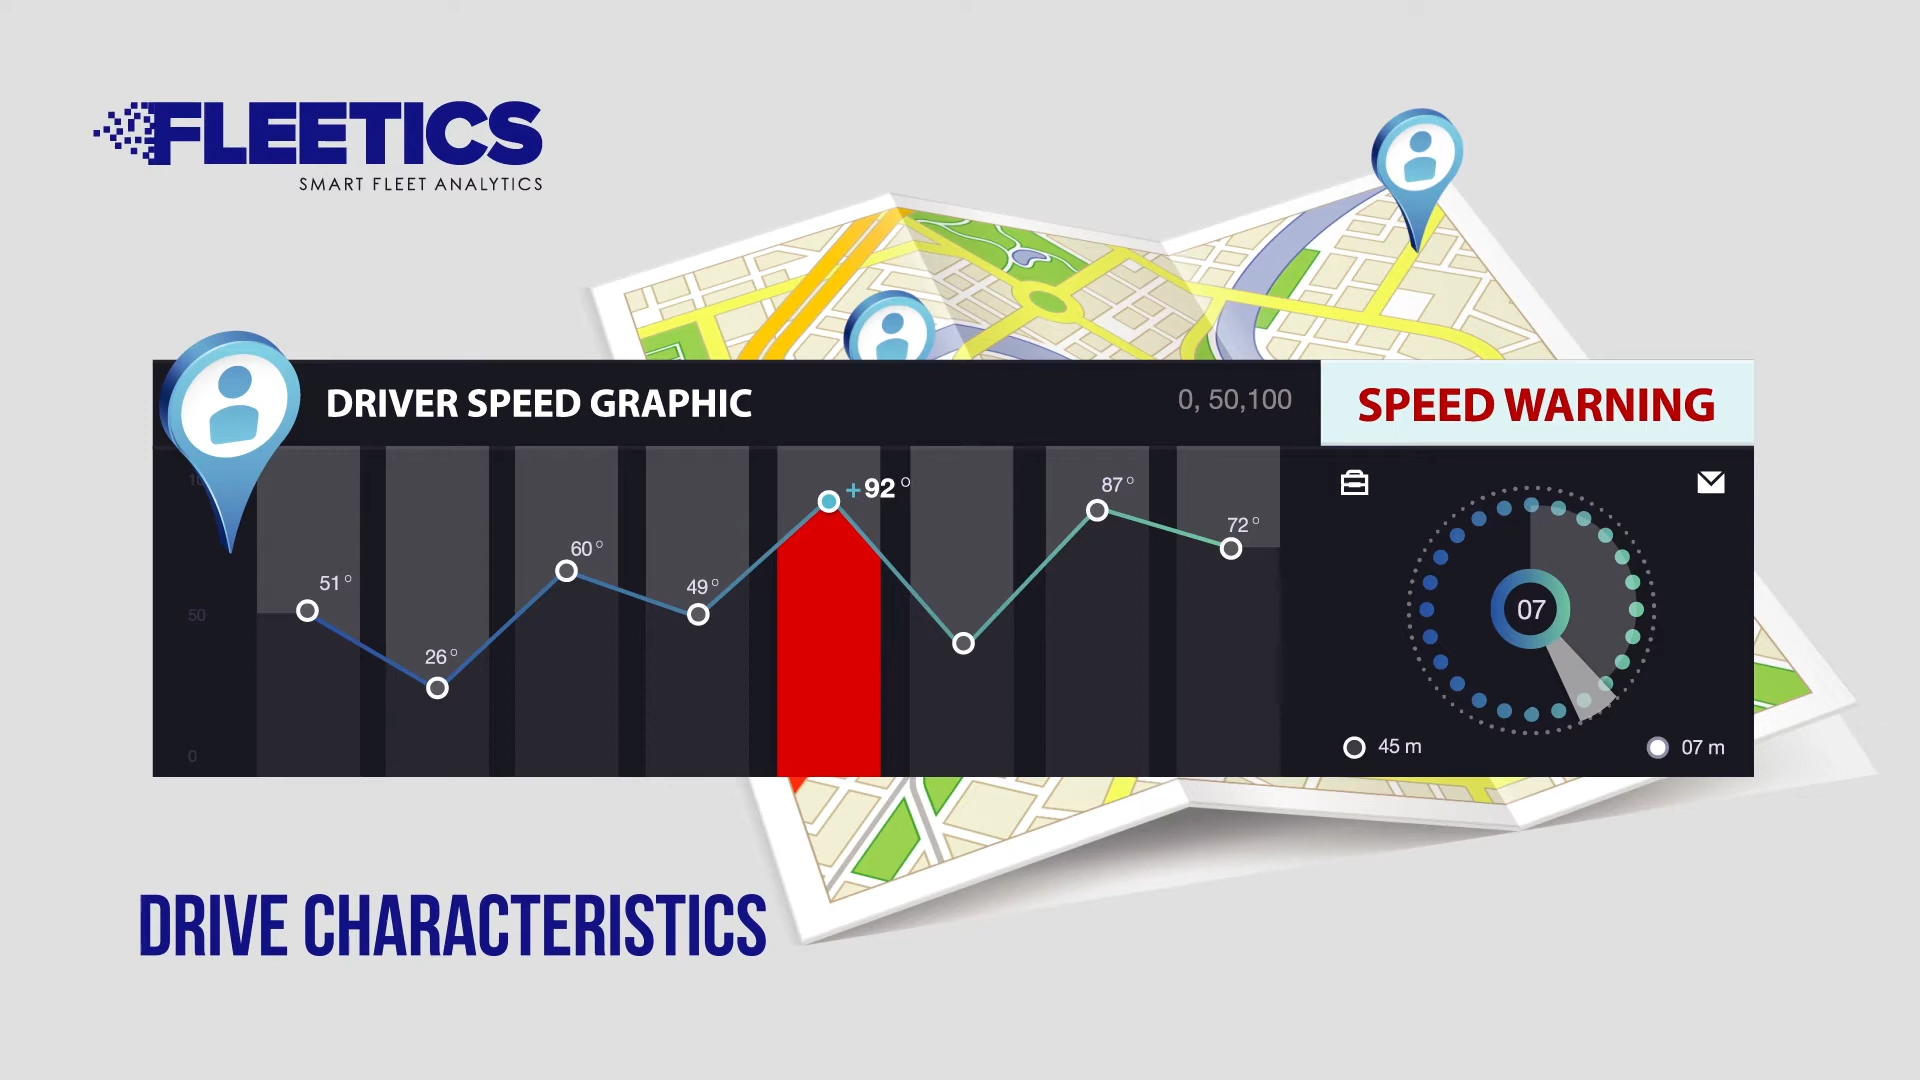 FLEETICS
SMART FLEET ANALYTICS
DRIVER SPEED GRAPHIC
0, 50,100
SPEED WARNING
+92°
87°
72°
60°
49°
51°
26°
50
0
07
45 m
07 m
DRIVE CHARACTERISTICS